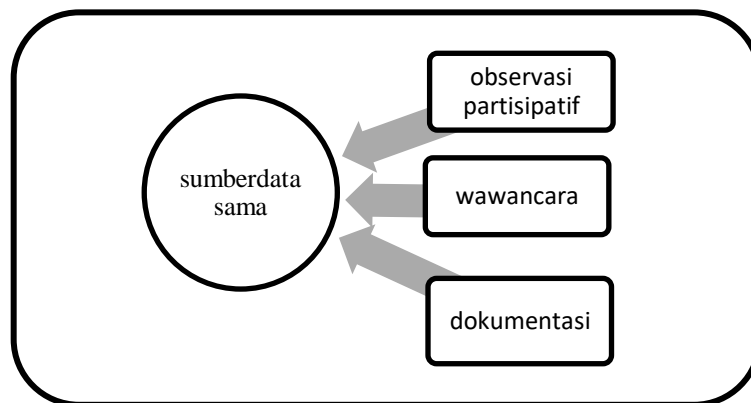 observasi
partisipatif
sumberdata
sama
wawancara
dokumentasi